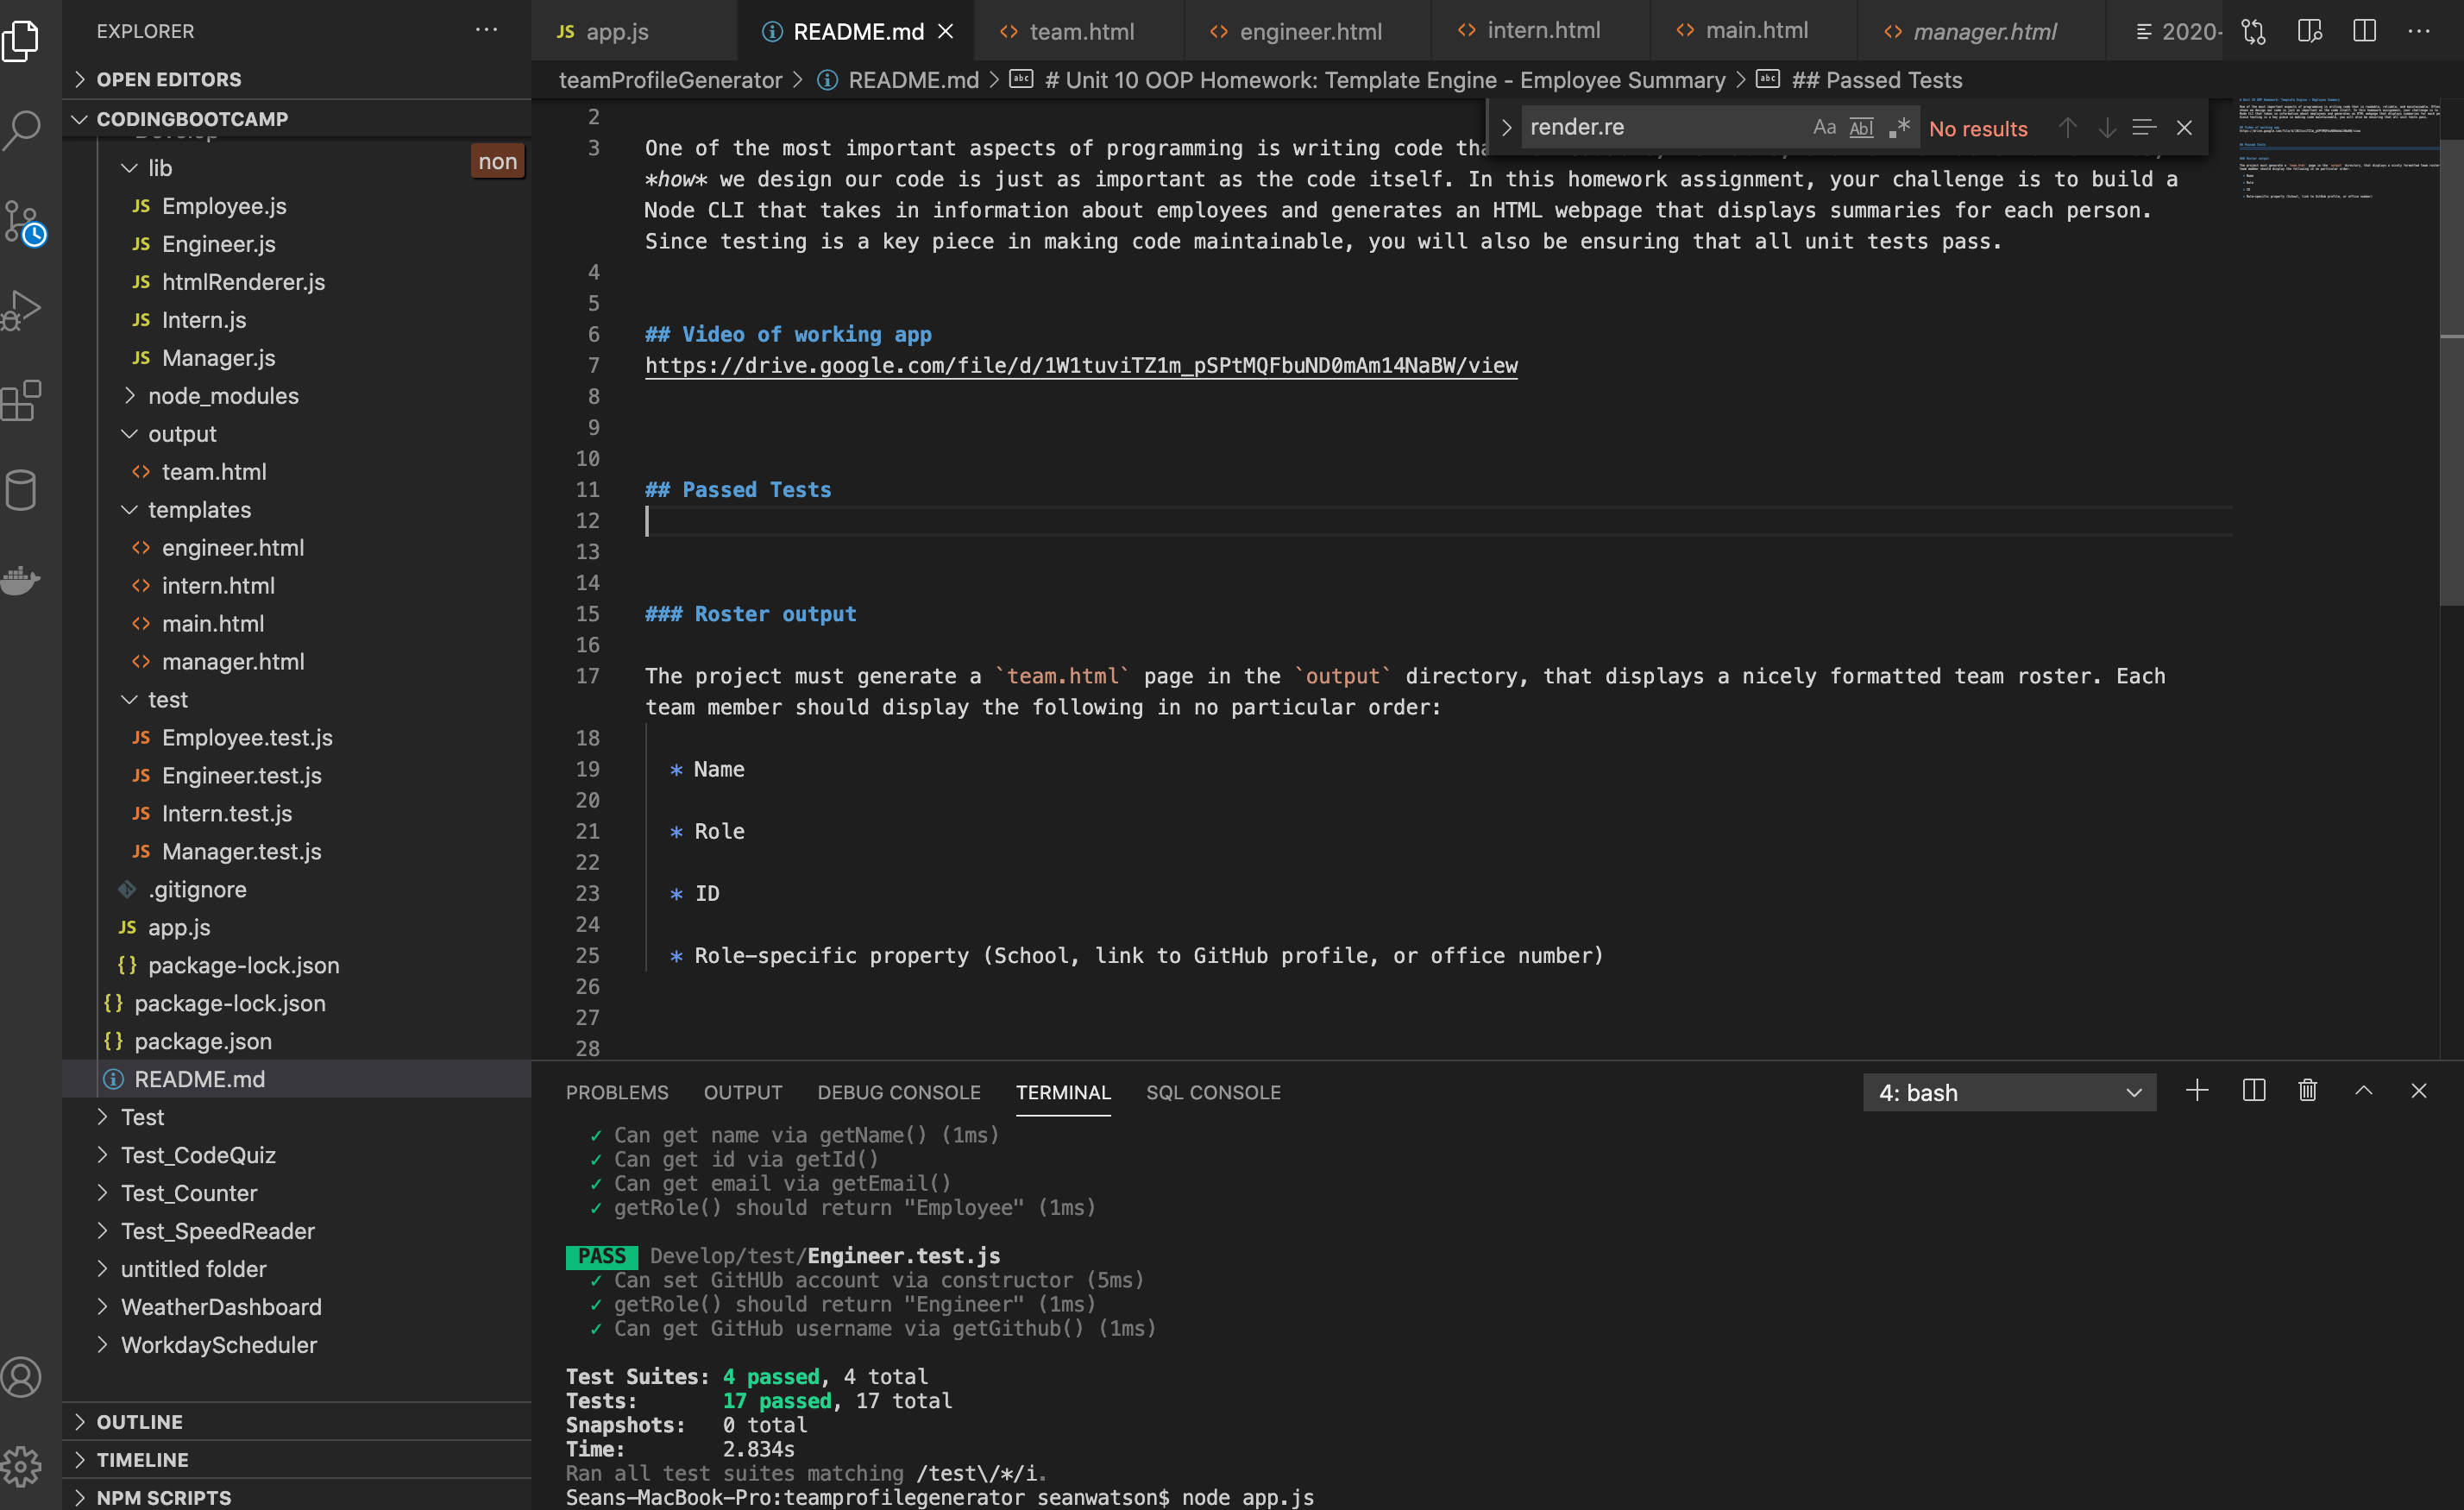 EXPLORER
OPEN EDITORS
CODINGBOOTCAMP
lib
non
JS Employee.js
JS Engineer.js
JS htmlRenderer.js
JS Intern.js
JS Manager.js
node_modules
output
<> team.html
templates
<> engineer.html
<> intern.html
<> main.html
<> manager.html
test
JS Employee.test.js
JS Engineer.test.js
JS Intern.test.js
JS Manager.test.js
.gitignore
JS app.js
{} package-lock.json
{} package-lock.json
{} package.json
README.md
Test
Test_CodeQuiz
Test_Counter
Test_SpeedReader
untitled folder
WeatherDashboard
WorkdayScheduler
OUTLINE
TIMELINE
NPM SCRIPTS
JS app.js README.md <> team.html <> engineer.html <> intern.html <> main.html <> manager.html 2020-
teamProfileGenerator > README.md > # Unit 10 OOP Homework: Template Engine - Employee Summary > ## Passed Tests
render.re Aa Abl .* No results
2
3 One of the most important aspects of programming is writing code
*how* we design our code is just as important as the code itself. In this homework assignment, your challenge is to build a
Node CLI that takes in information about employees and generates an HTML webpage that displays summaries for each person.
Since testing is a key piece in making code maintainable, you will also be ensuring that all unit tests pass.
4
5
6 ## Video of working app
7 https://drive.google.com/file/d/1W1tuviTZ1m_pSPtMQFbuND0mAm14NaBW/view
8
9
10
11 ## Passed Tests
12
13
14
15 ### Roster output
16
17 The project must generate a `team.html` page in the `output` directory, that displays a nicely formatted team roster. Each
team member should display the following in no particular order:
18
19 * Name
20
21 * Role
22
23 * ID
24
25 * Role-specific property (School, link to GitHub profile, or office number)
26
27
28
PROBLEMS OUTPUT DEBUG CONSOLE TERMINAL SQL CONSOLE 4: bash
✓ Can get name via getName() (1ms)
✓ Can get id via getId()
✓ Can get email via getEmail()
✓ getRole() should return "Employee" (1ms)
PASS Develop/test/Engineer.test.js
✓ Can set GitHUb account via constructor (5ms)
✓ getRole() should return "Engineer" (1ms)
✓ Can get GitHub username via getGithub() (1ms)
Test Suites: 4 passed, 4 total
Tests: 17 passed, 17 total
Snapshots: 0 total
Time: 2.834s
Ran all test suites matching /test\/*/i.
Seans-MacBook-Pro:teamprofilegenerator seanwatson$ node app.js